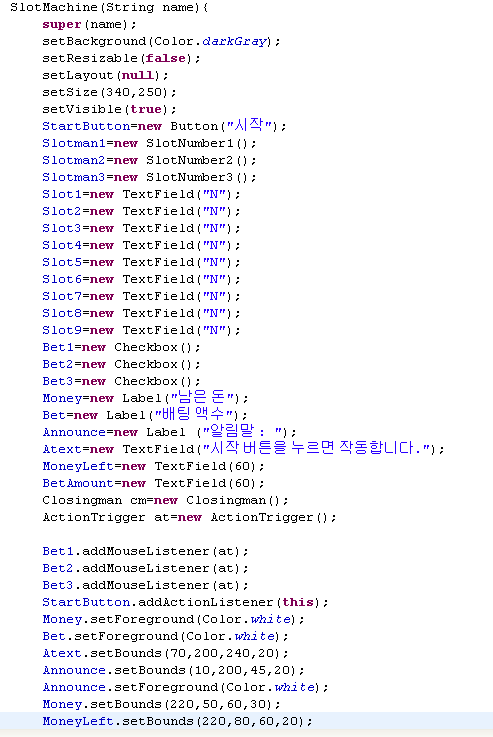 SlotMachine(String name){
super(name);
setBackground(Color.darkGray);
setResizable(false);
setLayout(null);
setSize(340,250);
setVisible(true);
StartButton=new Button("시작");
Slotman1=new SlotNumber1();
Slotman2=new SlotNumber2();
Slotman3=new SlotNumber3();
Slot1=new TextField("N");
Slot2=new TextField("N");
Slot3=new TextField("N");
Slot4=new TextField("N");
Slot5=new TextField("N");
Slot6=new TextField("N");
Slot7=new TextField("N");
Slot8=new TextField("N");
Slot9=new TextField("N");
Bet1=new Checkbox();
Bet2=new Checkbox();
Bet3=new Checkbox();
Money=new Label("남은 돈");
Bet=new Label("배팅 액수");
Announce=new Label ("알림말 : ");
Atext=new TextField("시작 버튼을 누르면 작동합니다.");
MoneyLeft=new TextField(60);
BetAmount=new TextField(60);
Closingman cm=new Closingman();
ActionTrigger at=new ActionTrigger();
Bet1.addMouseListener(at);
Bet2.addMouseListener(at);
Bet3.addMouseListener(at);
StartButton.addActionListener(this);
Money.setForeground(Color.white);
Bet.setForeground(Color.white);
Atext.setBounds(70,200,240,20);
Announce.setBounds(10,200,45,20);
Announce.setForeground(Color.white);
Money.setBounds(220,50,60,30);
MoneyLeft.setBounds(220,80,60,20);